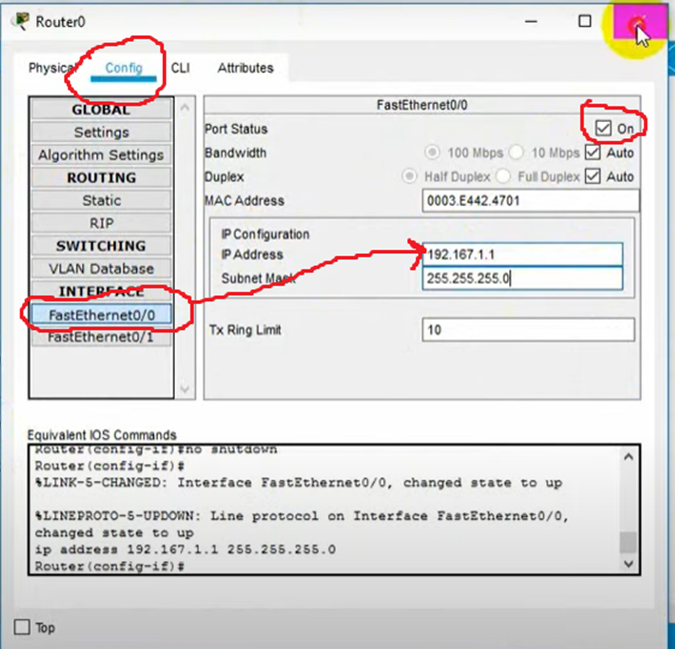 Router0
Physical Config CLI Attributes
GLOBAL
Settings
Algorithm Settings
ROUTING
Static
RIP
SWITCHING
VLAN Database
INTERFACE
FastEthernet0/0
FastEthernet0/1
FastEthernet0/0
Port Status On
Bandwidth 100 Mbps 10 Mbps Auto
Duplex Half Duplex Full Duplex Auto
MAC Address 0003.E442.4701
IP Configuration
IP Address 192.167.1.1
Subnet Mask 255.255.255.0
Tx Ring Limit 10
Equivalent IOS Commands
Router(config-if)#no shutdown
Router(config-if)#
%LINK-5-CHANGED: Interface FastEthernet0/0, changed state to up
%LINEPROTO-5-UPDOWN: Line protocol on Interface FastEthernet0/0,
changed state to up
ip address 192.167.1.1 255.255.255.0
Router(config-if)#
Top